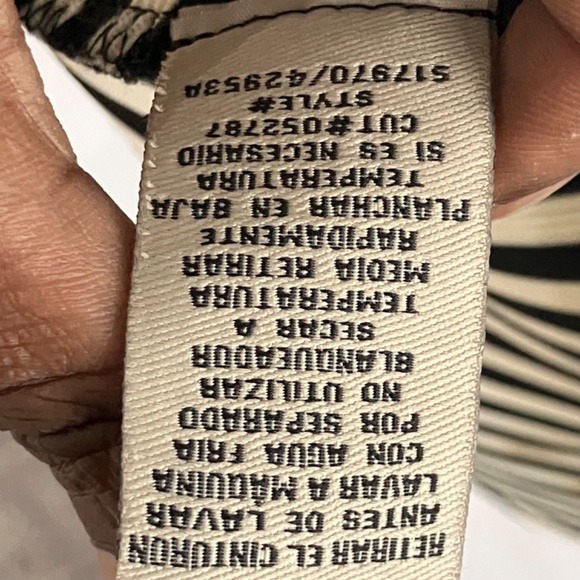 RETIRAR EL CINTURON
ANTES DE LAVAR
LAVAR A MÁQUINA
CON AGUA FRIA
POR SEPARADO
NO UTILIZAR
BLANQUEADOR
SECAR A
TEMPERATURA
MEDIA RETIRAR
RAPIDAMENTE
PLANCHAR EN BAJA
TEMPERATURA
SI ES NECESARIO
CUT#052787
STYLE#
517970/42953A